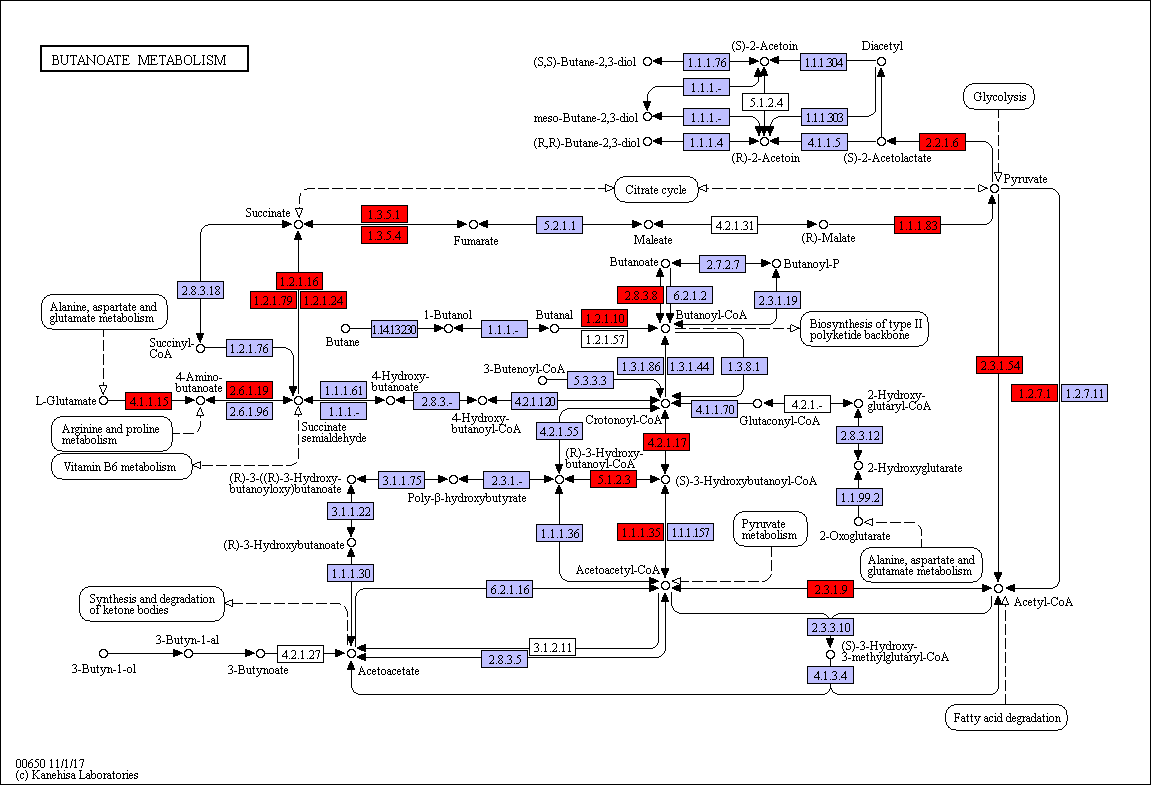 BUTANOATE METABOLISM
(S)-2-Acetoin
Diacetyl
(S,S)-Butane-2,3-diol
1.1.1.76
1.1.1.304
1.1.1.-
5.1.2.4
Glycolysis
meso-Butane-2,3-diol
1.1.1.-
1.1.1.303
(R,R)-Butane-2,3-diol
1.1.1.4
4.1.1.5
2.2.1.6
(R)-2-Acetoin
(S)-2-Acetolactate
Pyruvate
Citrate cycle
Succinate
1.3.5.1
1.3.5.4
Fumarate
5.2.1.1
Maleate
4.2.1.31
(R)-Malate
1.1.1.83
Butanoate
2.7.2.7
Butanoyl-P
2.8.3.18
1.2.1.16
1.2.1.79
1.2.1.24
2.8.3.8
6.2.1.2
2.3.1.19
Alanine, aspartate and
glutamate metabolism
1-Butanol
Butanal
1.2.1.10
Butanoyl-CoA
Biosynthesis of type II
polyketide backbone
Butane
1.14.13.230
1.1.1.-
1.2.1.57
Succinyl-
CoA
1.2.1.76
3-Butenoyl-CoA
5.3.3.3
1.3.1.86
1.3.1.44
1.3.8.1
2.3.1.54
4-Amino-
butanoate
4-Hydroxy-
butanoate
L-Glutamate
4.1.1.15
2.6.1.19
2.6.1.96
1.1.1.61
1.1.1.-
2.8.3.-
4.2.1.120
4-Hydroxy-
butanoyl-CoA
Crotonoyl-CoA
4.1.1.70
Glutaconyl-CoA
4.2.1.-
2-Hydroxy-
glutaryl-CoA
1.2.7.1
1.2.7.11
Arginine and proline
metabolism
Succinate
semialdehyde
4.2.1.55
4.2.1.17
2.8.3.12
Vitamin B6 metabolism
(R)-3-Hydroxy-
butanoyl-CoA
2-Hydroxyglutarate
(R)-3-((R)-3-Hydroxy-
butanoyloxy)butanoate
3.1.1.75
Poly-β-hydroxybutyrate
2.3.1.-
5.1.2.3
(S)-3-Hydroxybutanoyl-CoA
1.1.99.2
3.1.1.22
1.1.1.36
1.1.1.35
1.1.1.157
Pyruvate
metabolism
2-Oxoglutarate
(R)-3-Hydroxybutanoate
Alanine, aspartate and
glutamate metabolism
1.1.1.30
Acetoacetyl-CoA
6.2.1.16
2.3.1.9
Acetyl-CoA
Synthesis and degradation
of ketone bodies
2.3.3.10
3-Butyn-1-al
3-Butyn-1-ol
3-Butynoate
4.2.1.27
Acetoacetate
3.1.2.11
2.8.3.5
(S)-3-Hydroxy-
3-methylglutaryl-CoA
4.1.3.4
Fatty acid degradation
00650 11/1/17
(c) Kanehisa Laboratories